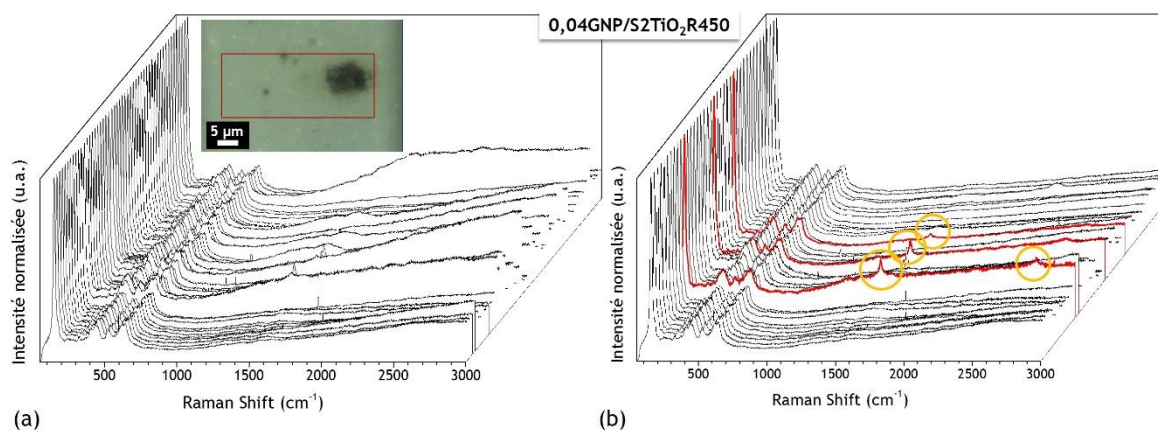 0,04GNP/S2TiO₂R450
5 µm
Intensité normalisée (u.a.)
500 1000 1500 2000 2500 3000
Raman Shift (cm⁻¹)
(a)
Intensité normalisée (u.a.)
500 1000 1500 2000 2500 3000
Raman Shift (cm⁻¹)
(b)